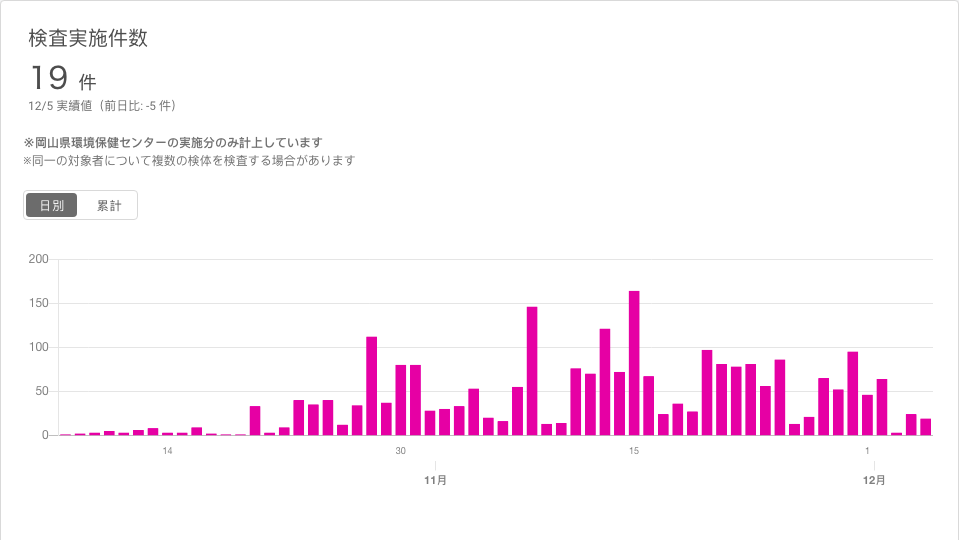 検査実施件数
19 件
12/5 実績値（前日比: -5 件）
※岡山県環境保健センターの実施分のみ計上しています
※同一の対象者について複数の検体を検査する場合があります
日別 累計
200
150
100
50
0
14 30 15 1
11月 12月